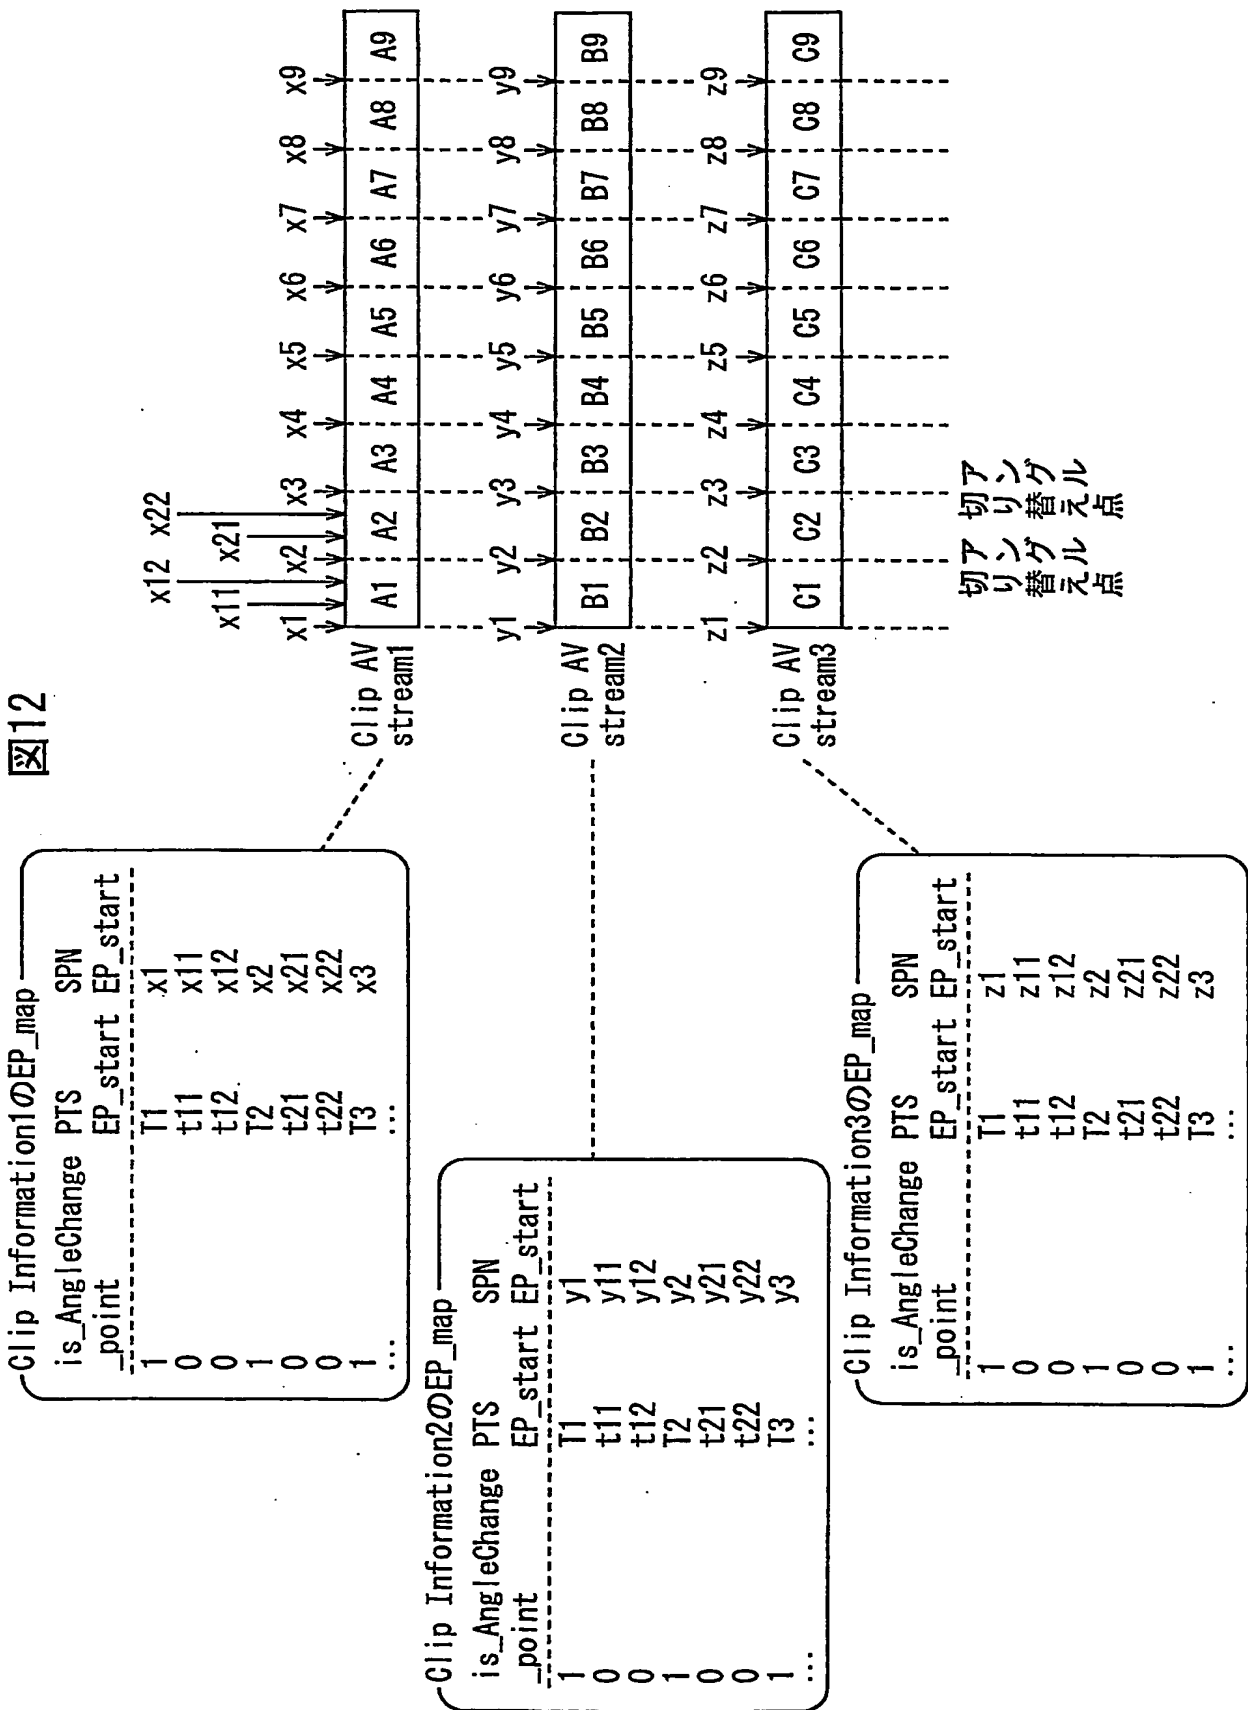 図12
Clip Information1のEP_map
is_AngleChange PTS SPN
_point EP_start EP_start
1 T1 x1
0 t11 x11
0 t12 x12
1 T2 x2
0 t21 x21
0 t22 x22
1 T3 x3
... ...
Clip Information2のEP_map
is_AngleChange PTS SPN
_point EP_start EP_start
1 T1 y1
0 t11 y11
0 t12 y12
1 T2 y2
0 t21 y21
0 t22 y22
1 T3 y3
... ...
Clip Information3のEP_map
is_AngleChange PTS SPN
_point EP_start EP_start
1 T1 z1
0 t11 z11
0 t12 z12
1 T2 z2
0 t21 z21
0 t22 z22
1 T3 z3
... ...
x12 x22
x11 x21
x1 x2 x3 x4 x5 x6 x7 x8 x9
Clip AV
stream1
A1 A2 A3 A4 A5 A6 A7 A8 A9
y1 y2 y3 y4 y5 y6 y7 y8 y9
Clip AV
stream2
B1 B2 B3 B4 B5 B6 B7 B8 B9
z1 z2 z3 z4 z5 z6 z7 z8 z9
Clip AV
stream3
C1 C2 C3 C4 C5 C6 C7 C8 C9
アングル
切り替え点
アングル
切り替え点